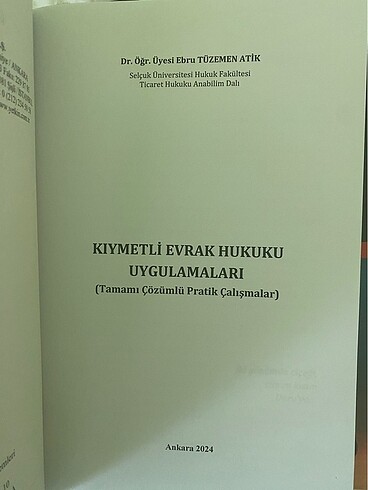 Dr. Öğr. Üyesi Ebru TÜZEMEN ATİK
Selçuk Üniversitesi Hukuk Fakültesi
Ticaret Hukuku Anabilim Dalı
KIYMETLİ EVRAK HUKUKU
UYGULAMALARI
(Tamamı Çözümlü Pratik Çalışmalar)
Ankara 2024